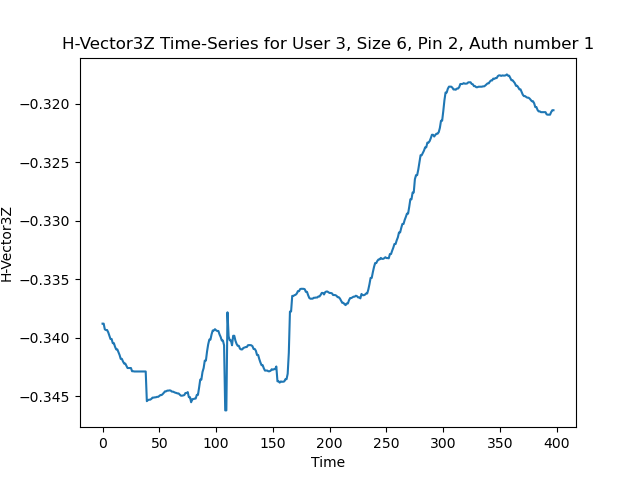 H-Vector3Z Time-Series for User 3, Size 6, Pin 2, Auth number 1
−0.320
−0.325
−0.330
−0.335
−0.340
−0.345
H-Vector3Z
0 50 100 150 200 250 300 350 400
Time